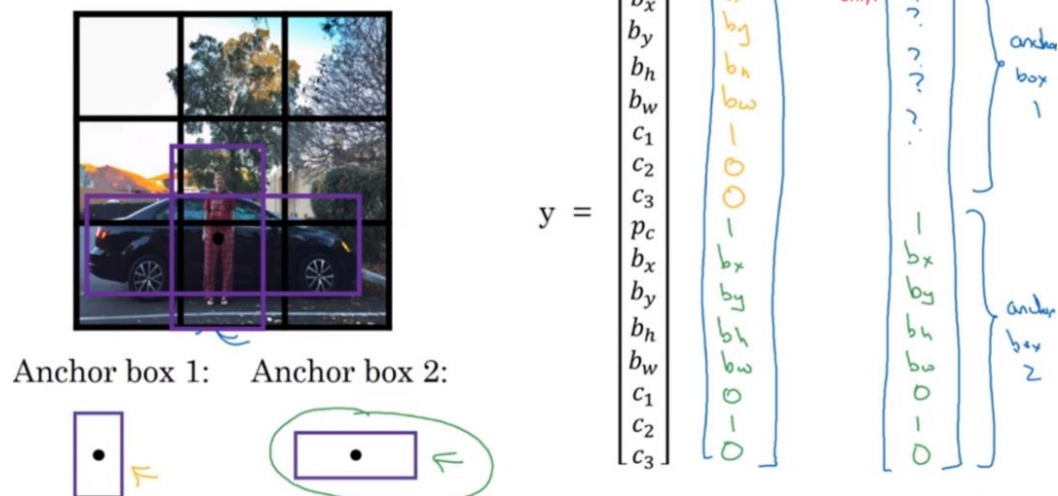 b_x
b_y by ?
b_h bh ? anchor
b_w bw ? box
c_1 1 ? 1
c_2 0
c_3 0
y =
p_c 1 1
b_x bx bx
b_y by by anchor
b_h bh bh box
b_w bw bw 2
c_1 0 0
c_2 1 1
c_3 0 0
Anchor box 1: Anchor box 2: